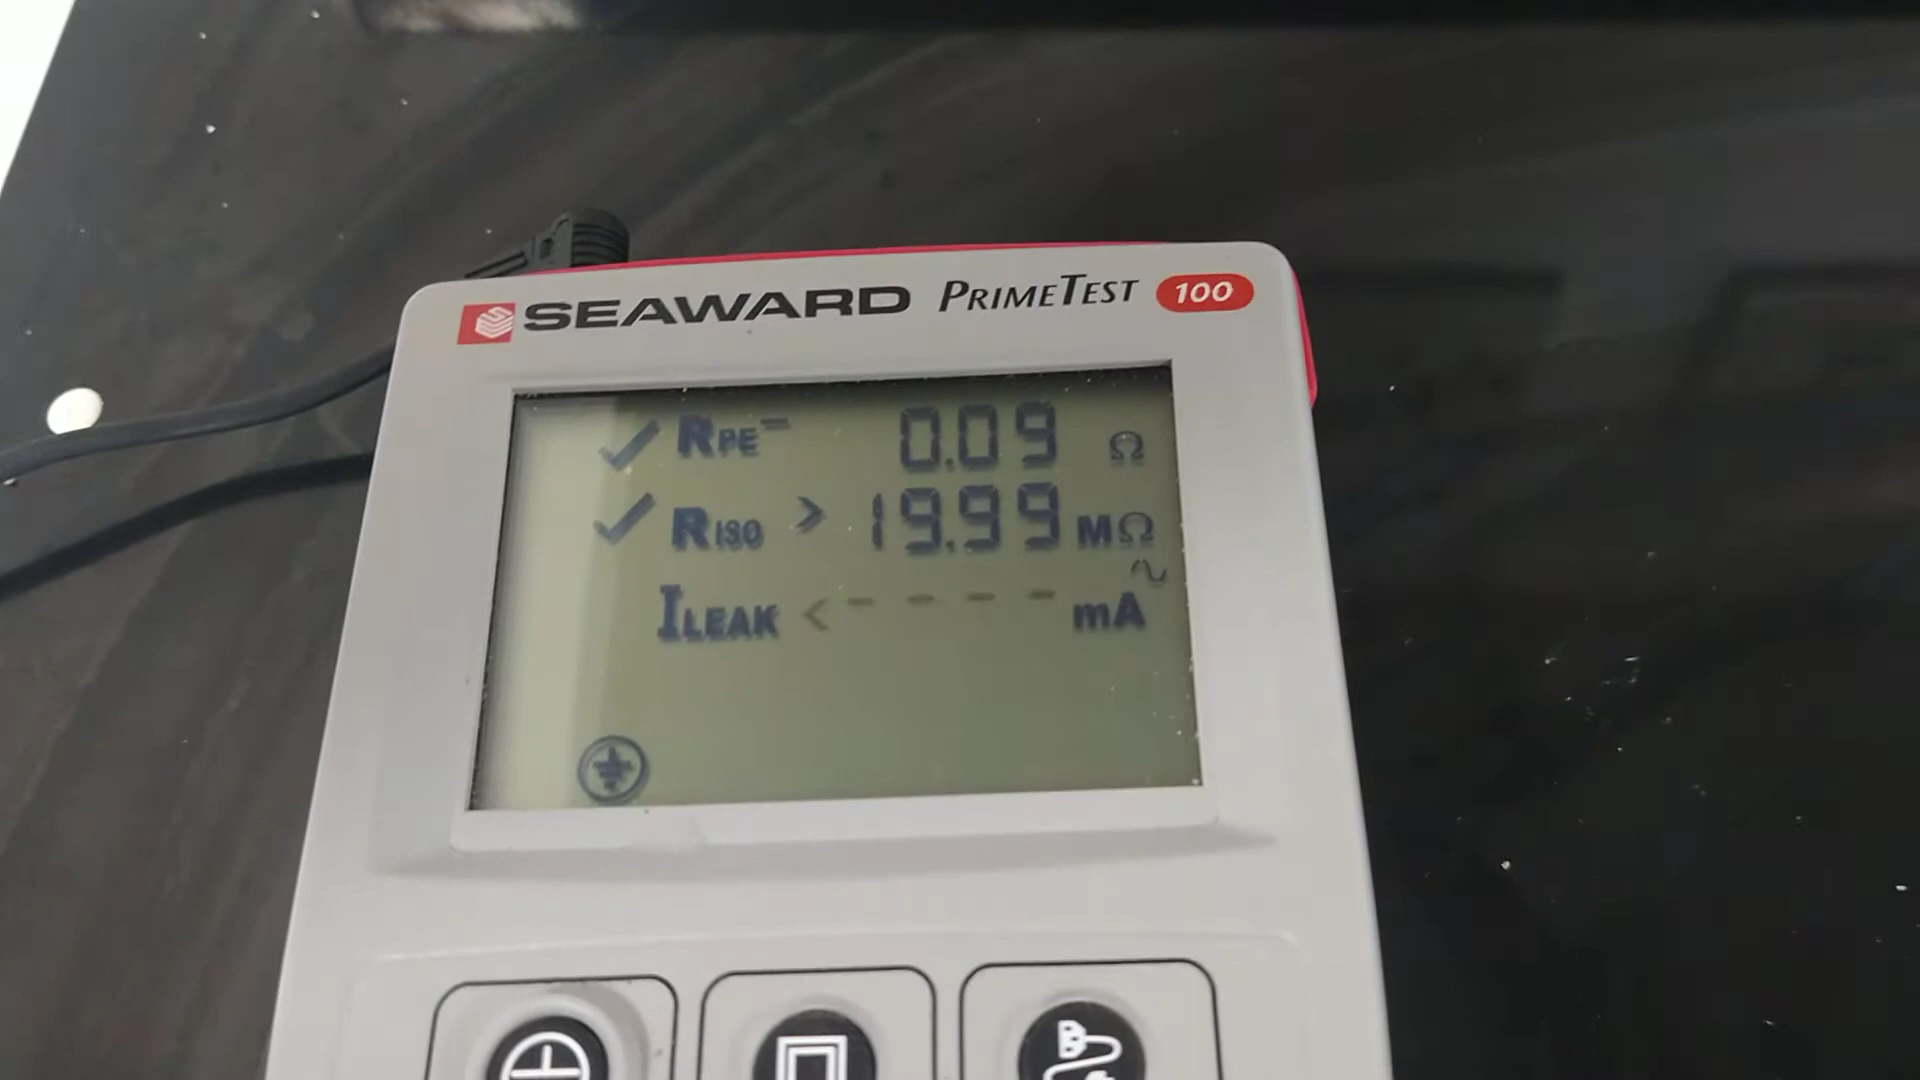 SEAWARD PRIMETEST 100
RPE 0.09 Ω
RISO > 19.99 MΩ
ILEAK < ---- mA